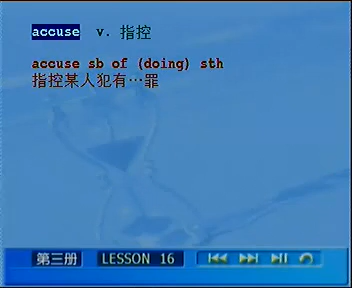 accuse v. 指控
accuse sb of (doing) sth
指控某人犯有…罪
第三册 LESSON 16